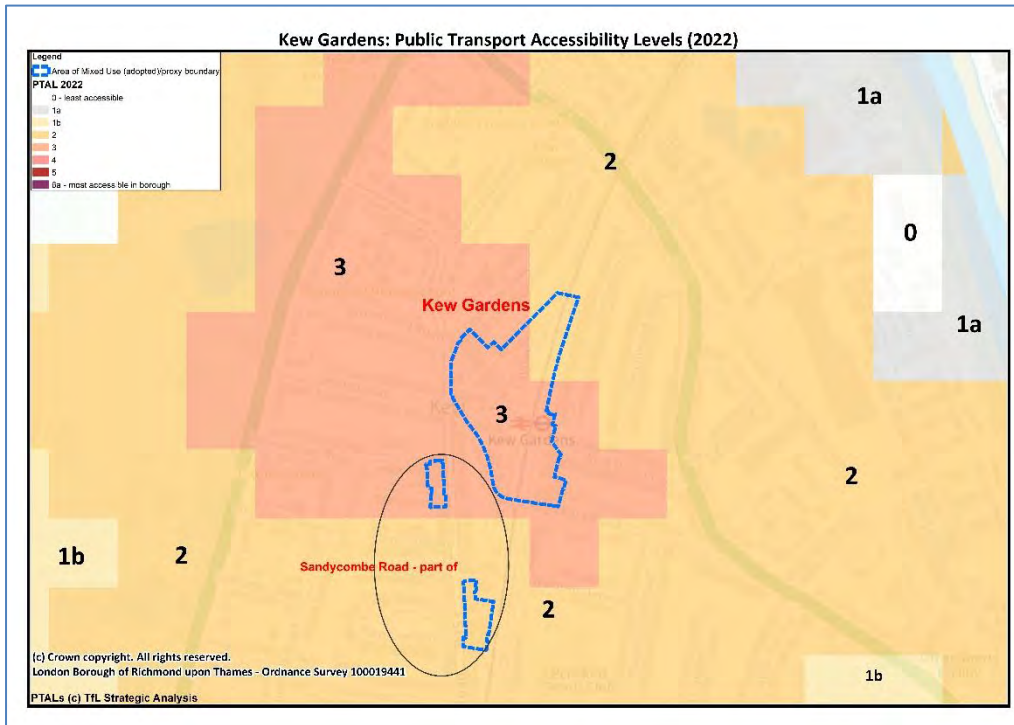 Kew Gardens: Public Transport Accessibility Levels (2022)
Legend
Area of Mixed Use (adopted)/proxy boundary
PTAL 2022
0 - least accessible
1a
1b
2
3
4
5
6a - most accessible in borough
1a
2
0
3
1a
Kew Gardens
3
Kew Gardens
2
1b
2
Sandycombe Road - part of
2
1b
(c) Crown copyright. All rights reserved.
London Borough of Richmond upon Thames - Ordnance Survey 100019441
PTALs (c) TfL Strategic Analysis